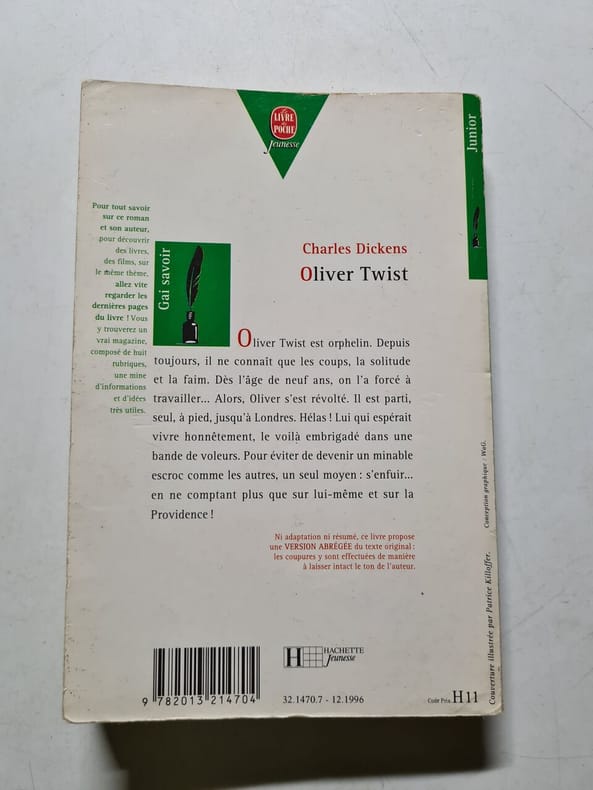 Le
LIVRE
de
POCHE
Jeunesse
Junior
Pour tout savoir
sur ce roman
et son auteur,
pour découvrir
des livres,
des films, sur
le même thème,
allez vite
regarder les
dernières pages
du livre ! Vous
y trouverez un
vrai magazine,
composé de huit
rubriques,
une mine
d'informations
et d'idées
très utiles.
Gai savoir
Charles Dickens
Oliver Twist
Oliver Twist est orphelin. Depuis
toujours, il ne connaît que les coups, la solitude
et la faim. Dès l'âge de neuf ans, on l'a forcé à
travailler... Alors, Oliver s'est révolté. Il est parti,
seul, à pied, jusqu'à Londres. Hélas ! Lui qui espérait
vivre honnêtement, le voilà embrigadé dans une
bande de voleurs. Pour éviter de devenir un minable
escroc comme les autres, un seul moyen : s'enfuir...
en ne comptant plus que sur lui-même et sur la
Providence !
Ni adaptation ni résumé, ce livre propose
une VERSION ABRÉGÉE du texte original :
les coupures y sont effectuées de manière
à laisser intact le ton de l'auteur.
Conception graphique : WaG.
Couverture illustrée par Patrice Killoffer.
H HACHETTE
Jeunesse
9 782013 214704
32.1470.7 - 12.1996
Code Prix H 11